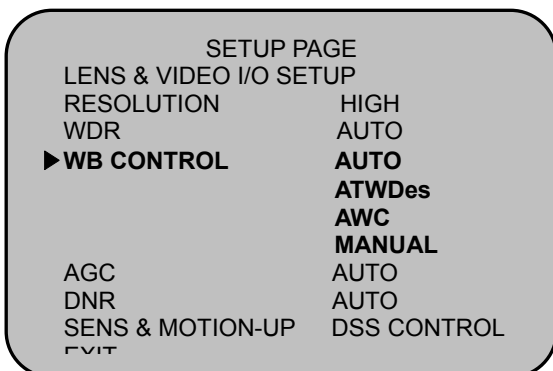 SETUP PAGE
LENS & VIDEO I/O SETUP
RESOLUTION HIGH
WDR AUTO
▶WB CONTROL AUTO
ATWDes
AWC
MANUAL
AGC AUTO
DNR AUTO
SENS & MOTION-UP DSS CONTROL
EXIT